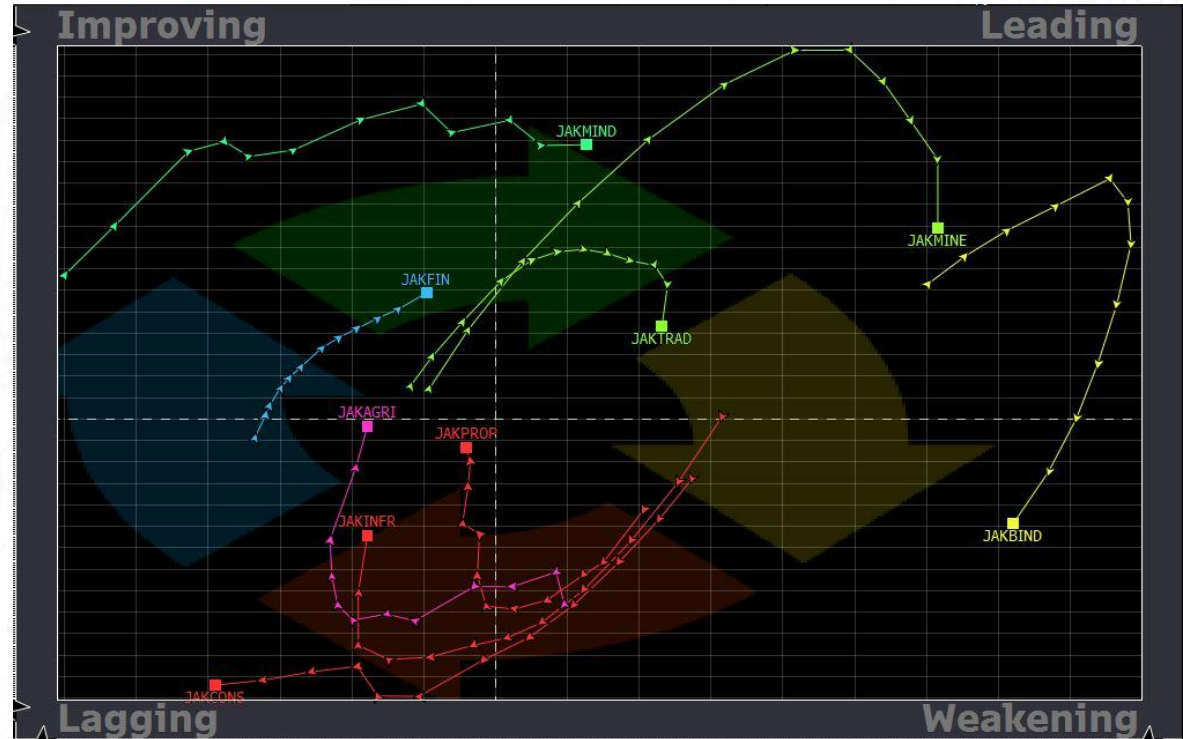 Improving
Leading
JAKMIND
JAKMINE
JAKFIN
JAKTRAD
JAKAGRI
JAKPROP
JAKINFR
JAKBIND
JAKCONS
Lagging
Weakening